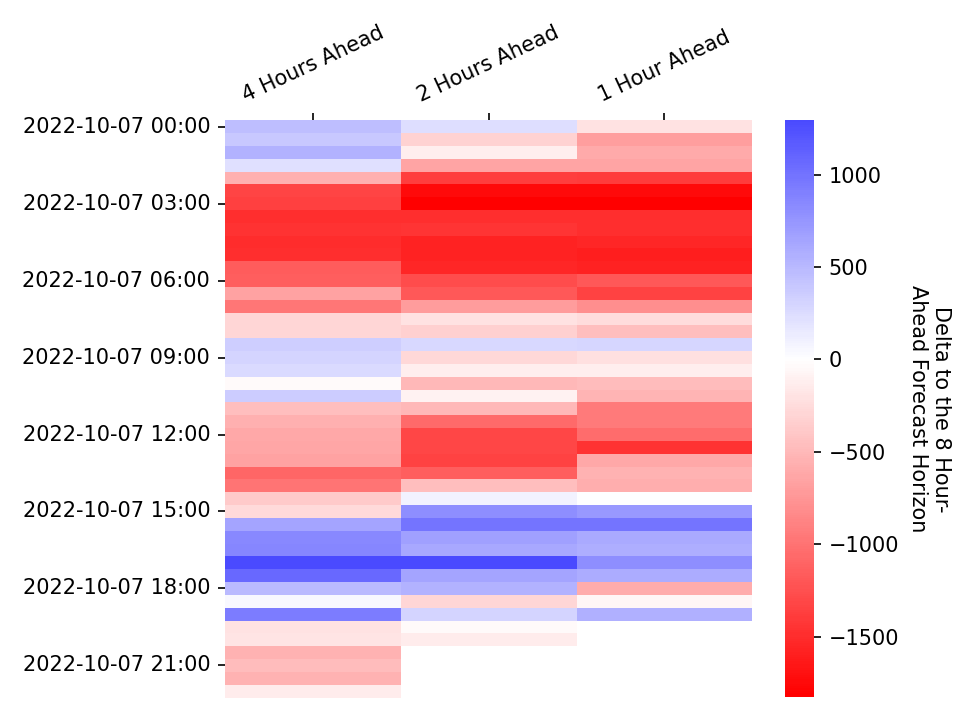 4 Hours Ahead
2 Hours Ahead
1 Hour Ahead
2022-10-07 00:00
2022-10-07 03:00
2022-10-07 06:00
2022-10-07 09:00
2022-10-07 12:00
2022-10-07 15:00
2022-10-07 18:00
2022-10-07 21:00
1000
500
0
−500
−1000
−1500
Delta to the 8 Hour-
Ahead Forecast Horizon